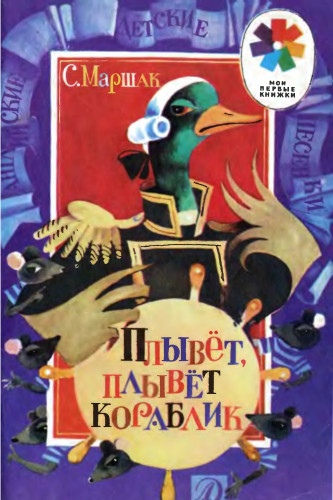 ДЕТСКИЕ
АНГЛИЙСКИЕ
ПЕСЕНКИ
С. Маршак
МОИ
ПЕРВЫЕ
КНИЖКИ
Плывёт,
плывёт
кораблик